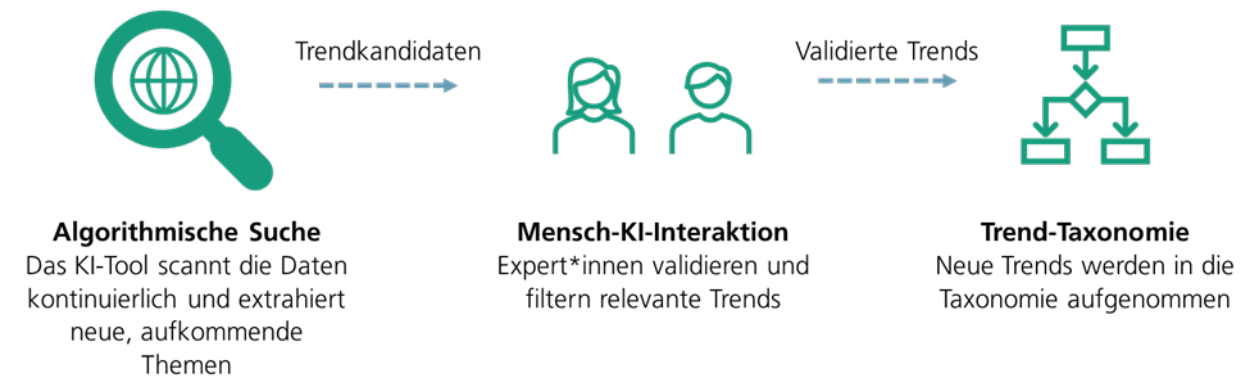 Trendkandidaten
Validierte Trends
Algorithmische Suche
Das KI-Tool scannt die Daten
kontinuierlich und extrahiert
neue, aufkommende
Themen
Mensch-KI-Interaktion
Expert*innen validieren und
filtern relevante Trends
Trend-Taxonomie
Neue Trends werden in die
Taxonomie aufgenommen